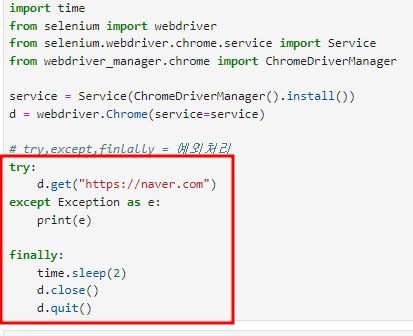 import time
from selenium import webdriver
from selenium.webdriver.chrome.service import Service
from webdriver_manager.chrome import ChromeDriverManager
service = Service(ChromeDriverManager().install())
d = webdriver.Chrome(service=service)
# try,except,finlally = 예외처리
try:
    d.get("https://naver.com")
except Exception as e:
    print(e)
finally:
    time.sleep(2)
    d.close()
    d.quit()